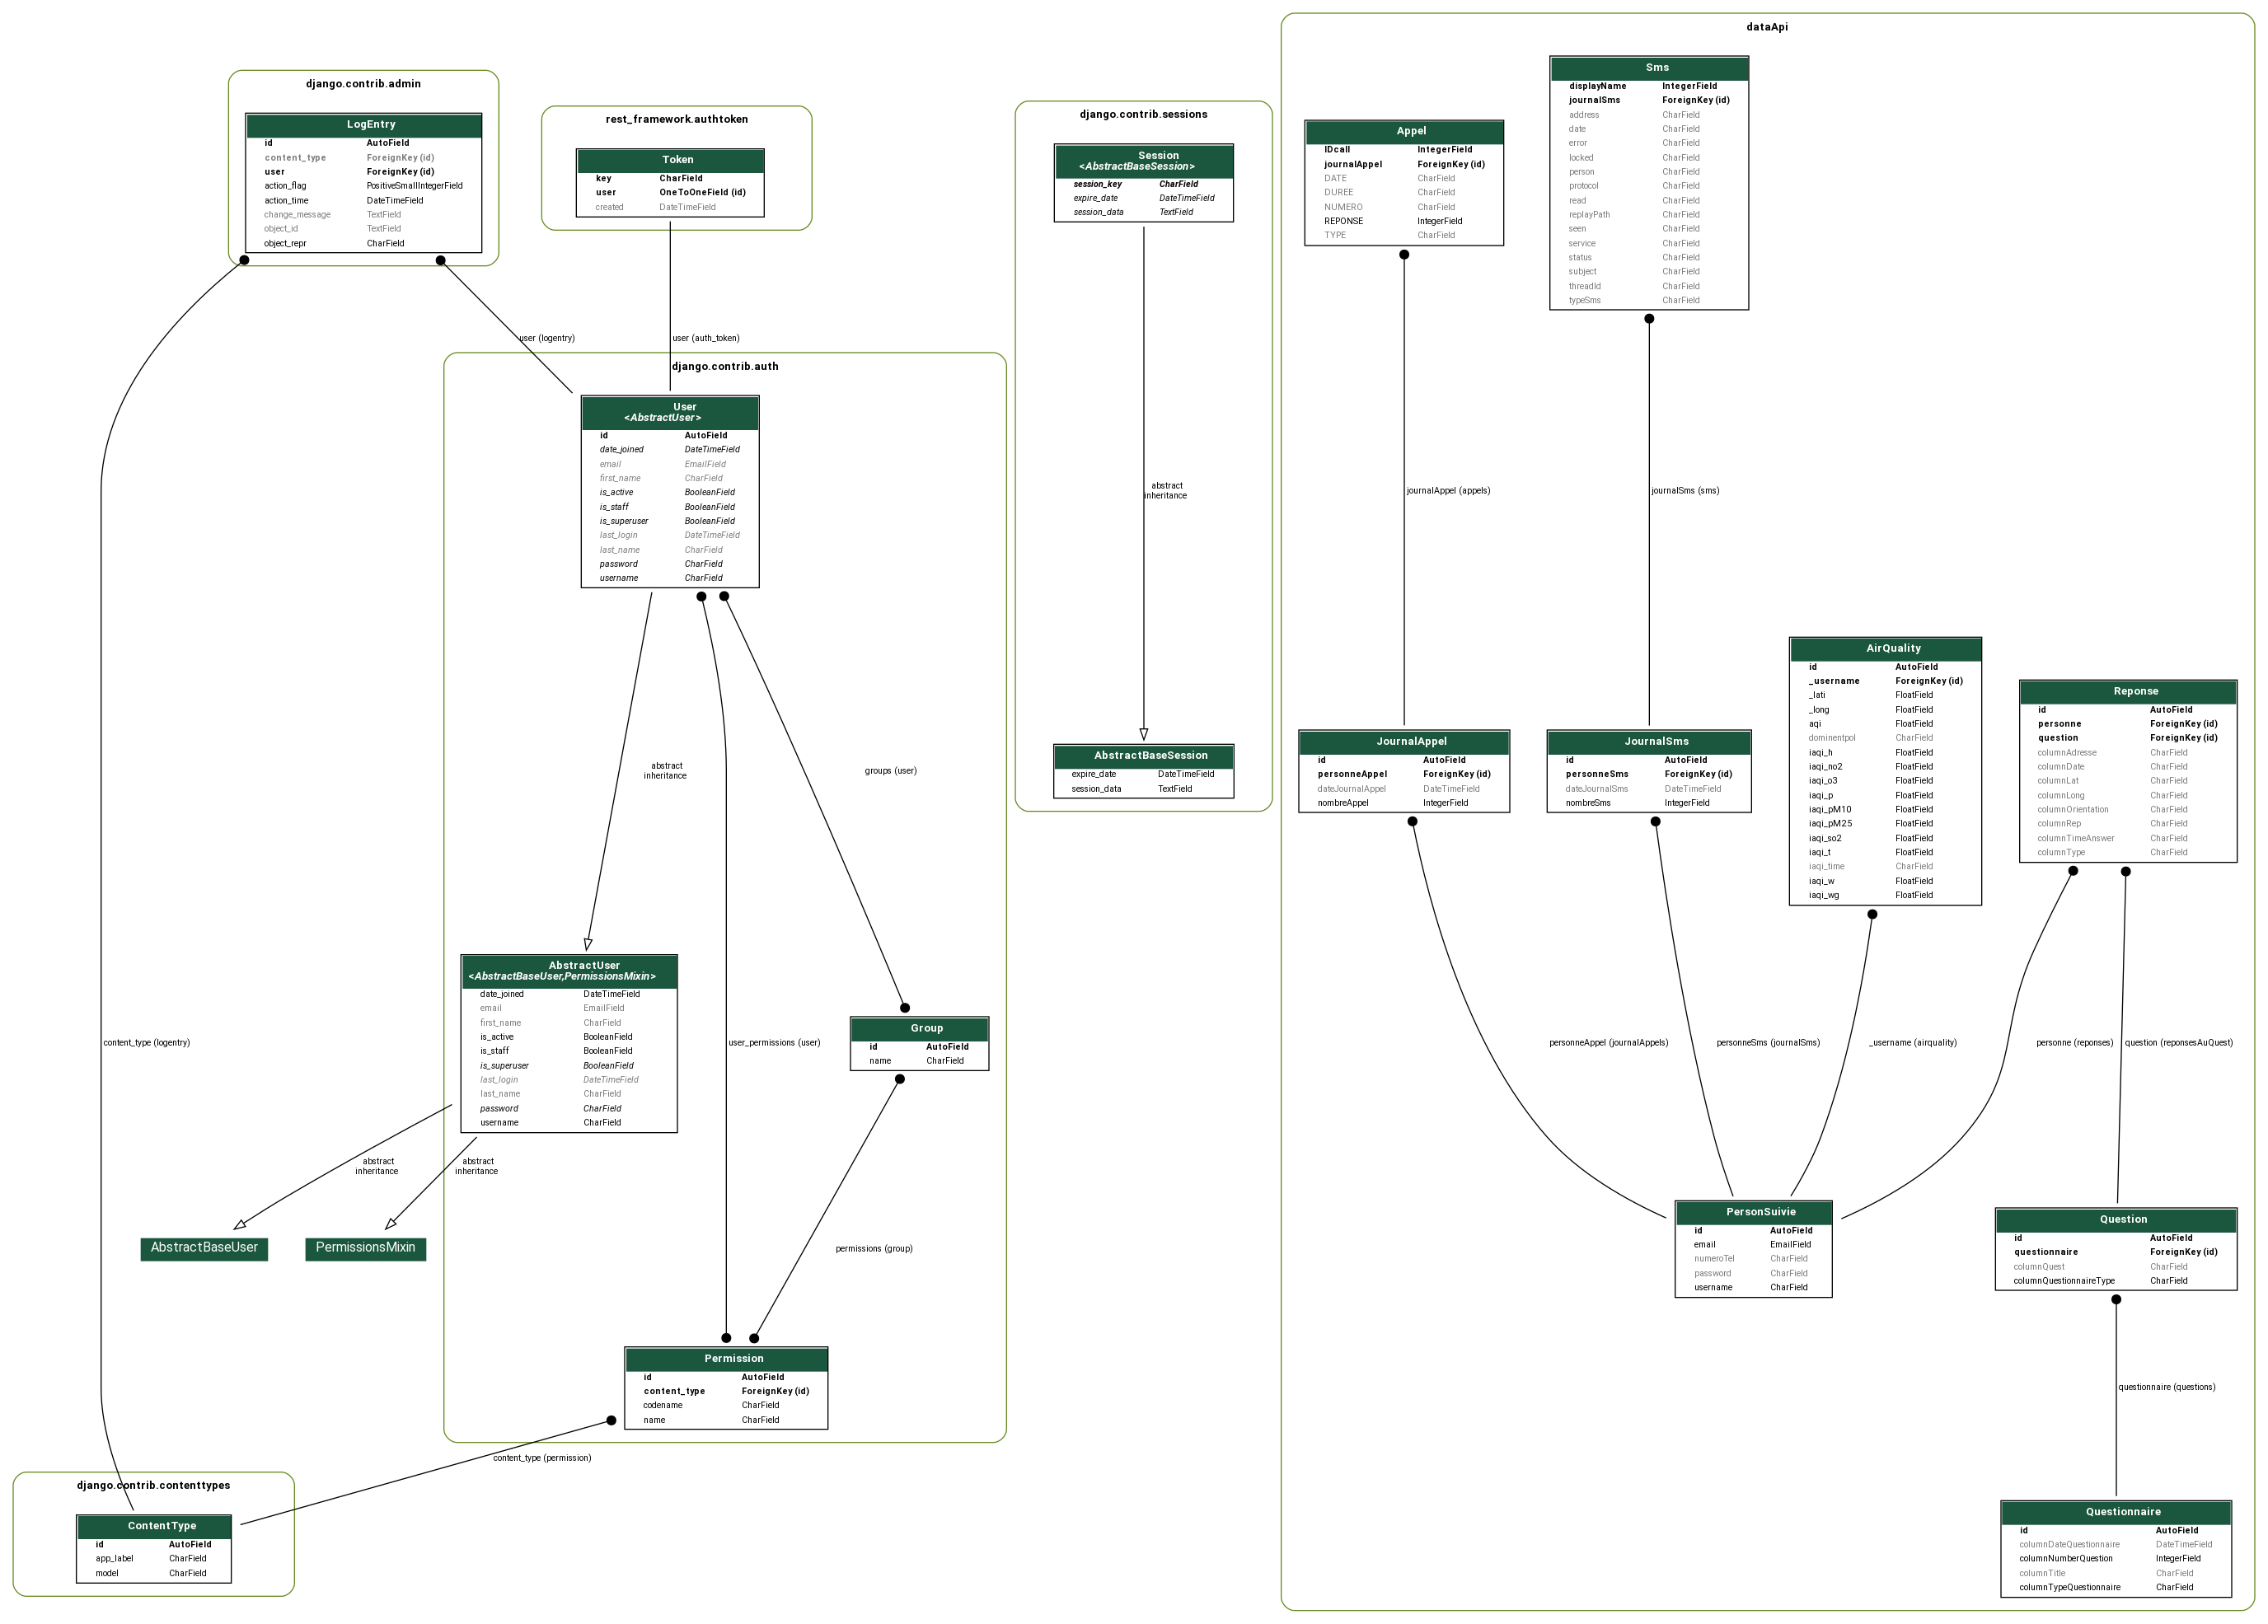 django.contrib.admin
LogEntry
id AutoField
content_type ForeignKey (id)
user ForeignKey (id)
action_flag PositiveSmallIntegerField
action_time DateTimeField
change_message TextField
object_id TextField
object_repr CharField
rest_framework.authtoken
Token
key CharField
user OneToOneField (id)
created DateTimeField
user (logentry)
user (auth_token)
content_type (logentry)
django.contrib.auth
User
<AbstractUser>
id AutoField
date_joined DateTimeField
email EmailField
first_name CharField
is_active BooleanField
is_staff BooleanField
is_superuser BooleanField
last_login DateTimeField
last_name CharField
password CharField
username CharField
abstract
inheritance
groups (user)
user_permissions (user)
AbstractUser
<AbstractBaseUser,PermissionsMixin>
date_joined DateTimeField
email EmailField
first_name CharField
is_active BooleanField
is_staff BooleanField
is_superuser BooleanField
last_login DateTimeField
last_name CharField
password CharField
username CharField
Group
id AutoField
name CharField
abstract
inheritance
abstract
inheritance
AbstractBaseUser
PermissionsMixin
permissions (group)
Permission
id AutoField
content_type ForeignKey (id)
codename CharField
name CharField
content_type (permission)
django.contrib.contenttypes
ContentType
id AutoField
app_label CharField
model CharField
django.contrib.sessions
Session
<AbstractBaseSession>
session_key CharField
expire_date DateTimeField
session_data TextField
abstract
inheritance
AbstractBaseSession
expire_date DateTimeField
session_data TextField
dataApi
Appel
IDcall IntegerField
journalAppel ForeignKey (id)
DATE CharField
DUREE CharField
NUMERO CharField
REPONSE IntegerField
TYPE CharField
Sms
displayName IntegerField
journalSms ForeignKey (id)
address CharField
date CharField
error CharField
locked CharField
person CharField
protocol CharField
read CharField
replayPath CharField
seen CharField
service CharField
status CharField
subject CharField
threadId CharField
typeSms CharField
journalAppel (appels)
journalSms (sms)
JournalAppel
id AutoField
personneAppel ForeignKey (id)
dateJournalAppel DateTimeField
nombreAppel IntegerField
JournalSms
id AutoField
personneSms ForeignKey (id)
dateJournalSms DateTimeField
nombreSms IntegerField
AirQuality
id AutoField
_username ForeignKey (id)
_lati FloatField
_long FloatField
aqi FloatField
dominentpol CharField
iaqi_h FloatField
iaqi_no2 FloatField
iaqi_o3 FloatField
iaqi_p FloatField
iaqi_pM10 FloatField
iaqi_pM25 FloatField
iaqi_so2 FloatField
iaqi_t FloatField
iaqi_time CharField
iaqi_w FloatField
iaqi_wg FloatField
Reponse
id AutoField
personne ForeignKey (id)
question ForeignKey (id)
columnAdresse CharField
columnDate CharField
columnLat CharField
columnLong CharField
columnOrientation CharField
columnRep CharField
columnTimeAnswer CharField
columnType CharField
personneAppel (journalAppels)
personneSms (journalSms)
_username (airquality)
personne (reponses)
question (reponsesAuQuest)
PersonSuivie
id AutoField
email EmailField
numeroTel CharField
password CharField
username CharField
Question
id AutoField
questionnaire ForeignKey (id)
columnQuest CharField
columnQuestionnaireType CharField
questionnaire (questions)
Questionnaire
id AutoField
columnDateQuestionnaire DateTimeField
columnNumberQuestion IntegerField
columnTitle CharField
columnTypeQuestionnaire CharField